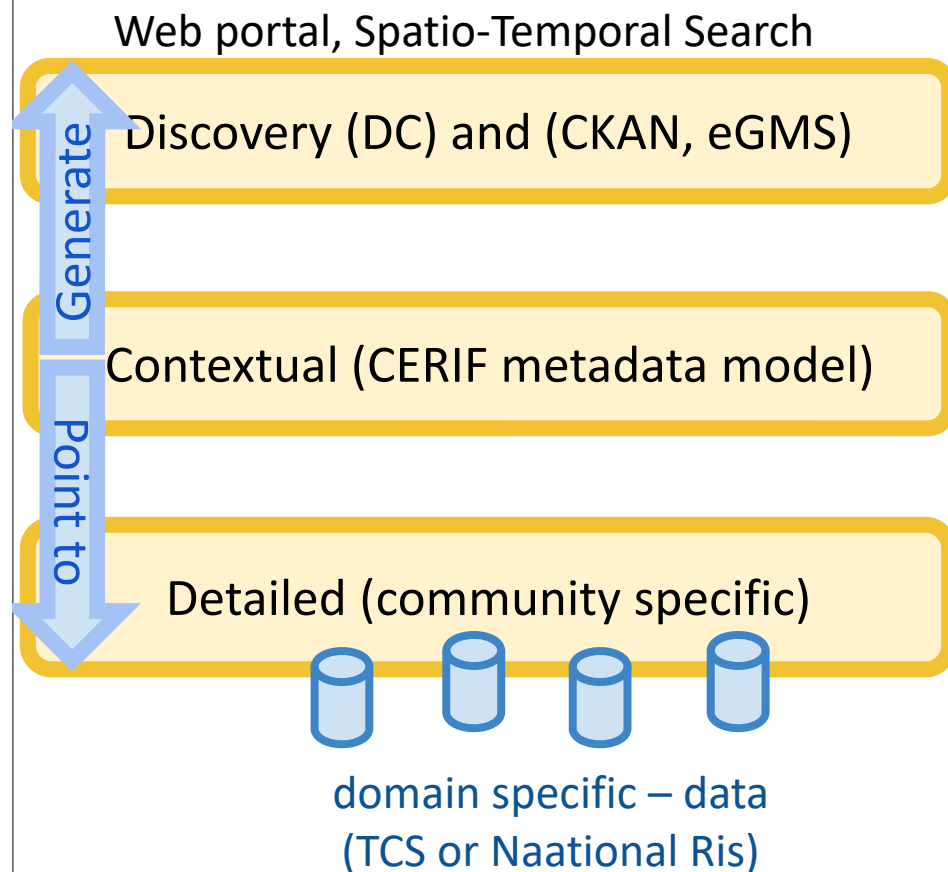 Web portal, Spatio-Temporal Search
Discovery (DC) and (CKAN, eGMS)
Generate
Contextual (CERIF metadata model)
Point to
Detailed (community specific)
domain specific – data
(TCS or Naational Ris)